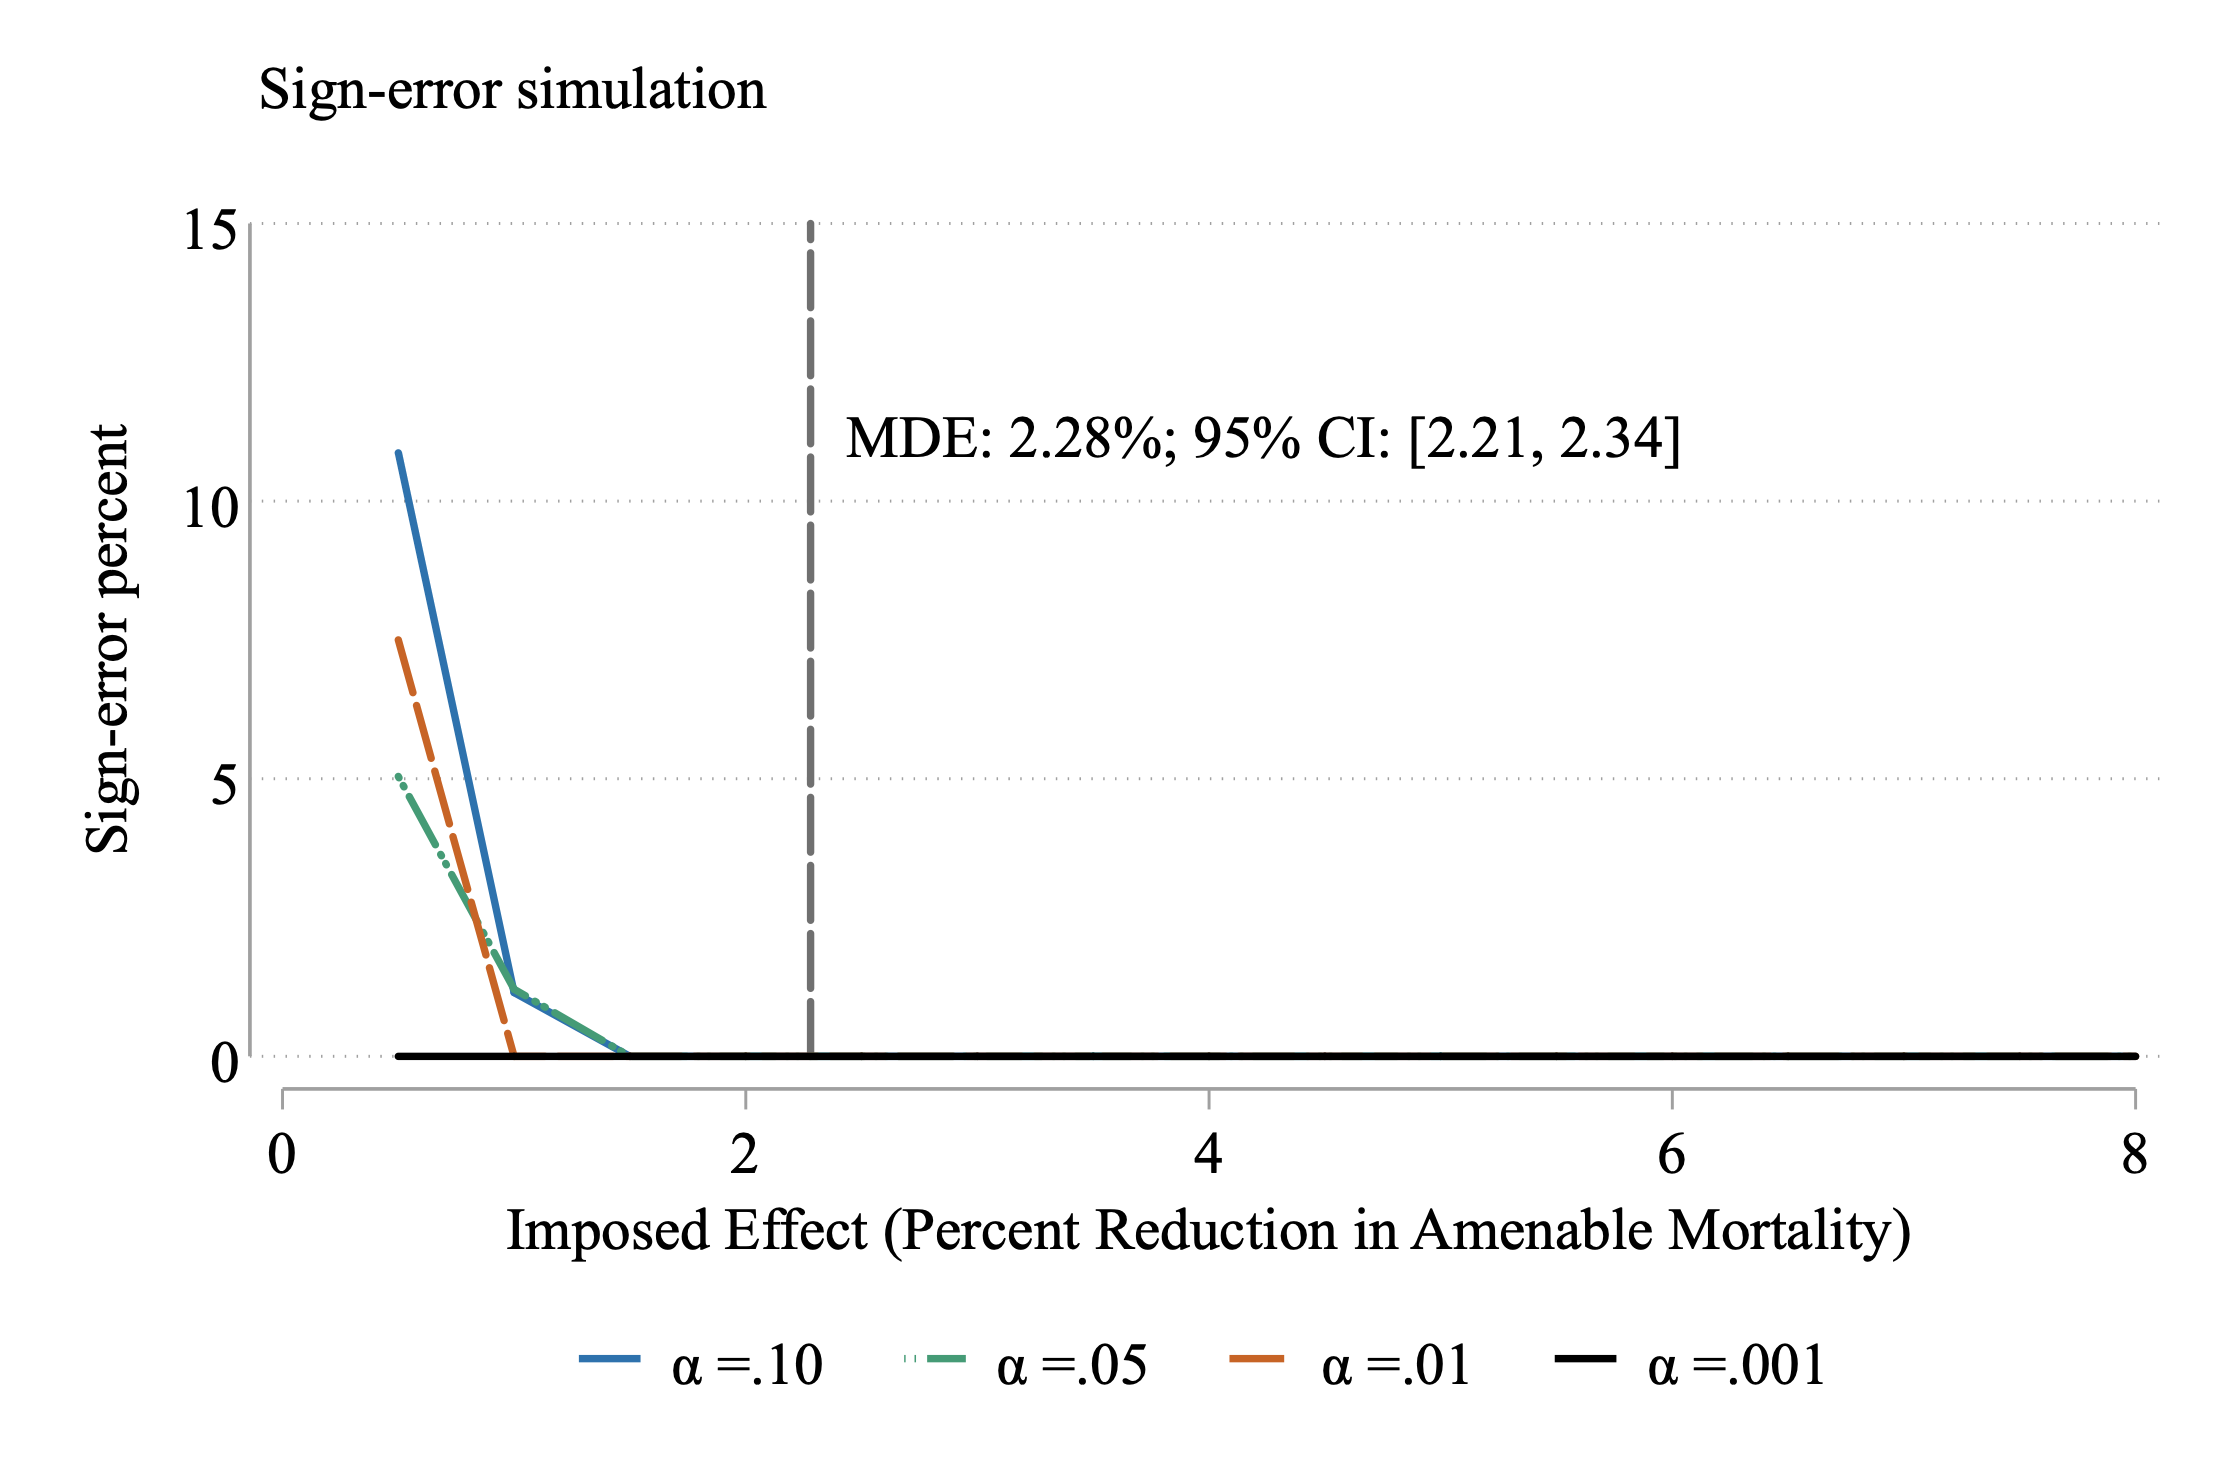 Sign-error simulation
15
10
5
0
Sign-error percent
MDE: 2.28%; 95% CI: [2.21, 2.34]
0 2 4 6 8
Imposed Effect (Percent Reduction in Amenable Mortality)
α =.10 α =.05 α =.01 α =.001